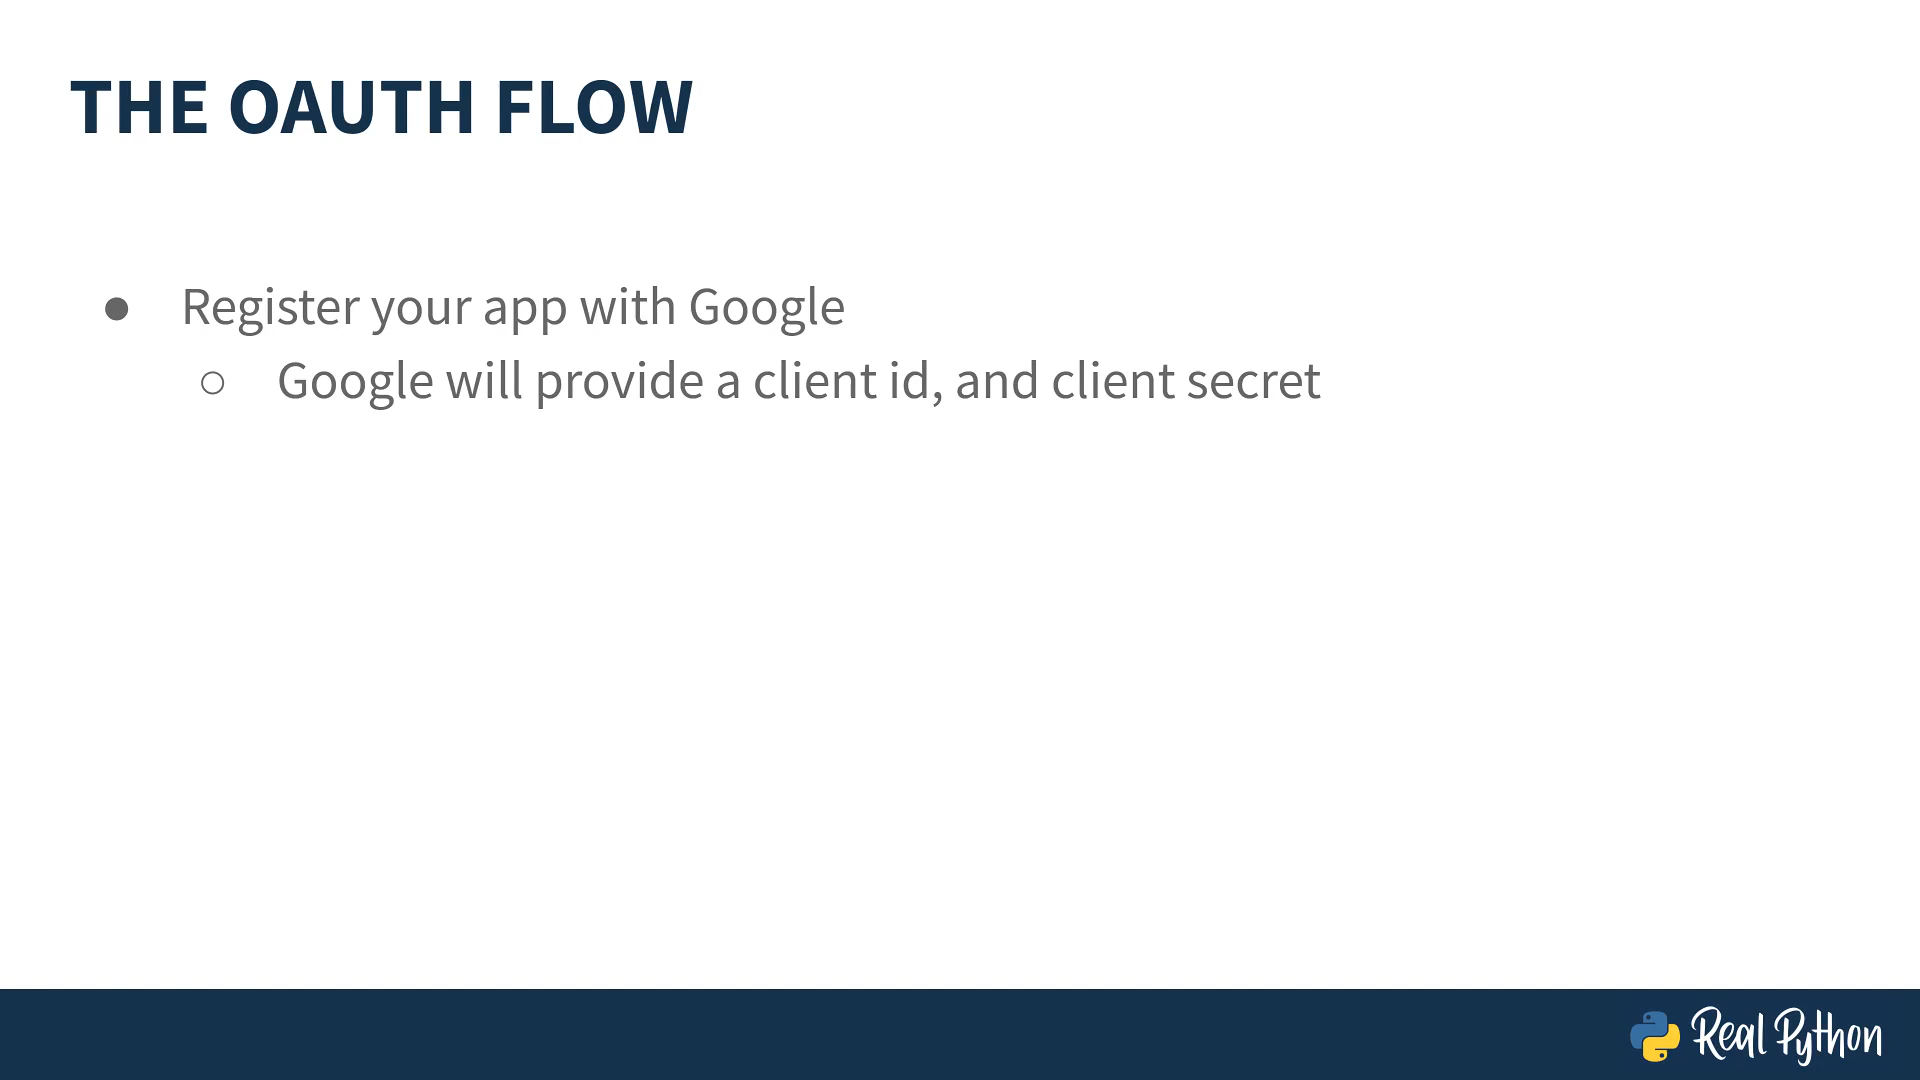 THE OAUTH FLOW
● Register your app with Google
○ Google will provide a client id, and client secret
Real Python